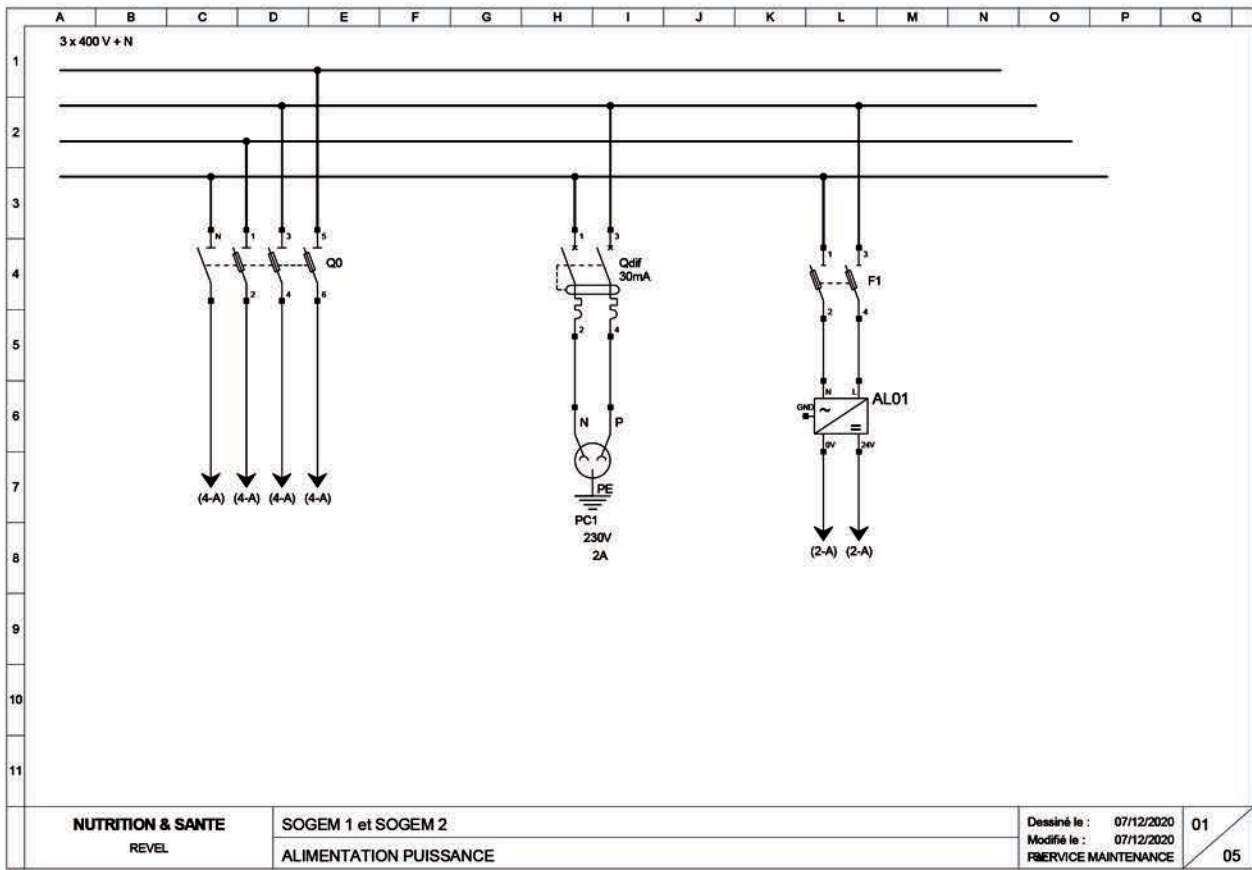 A B C D E F G H I J K L M N O P Q
3 x 400 V + N
1
2
3
4
5
6
7
8
9
10
11
N 1 3 5
Q0
2 4 6
(4-A) (4-A) (4-A) (4-A)
1 3
Qdif
30mA
2 4
N P
PE
PC1
230V
2A
1 3
F1
2 4
N L
AL01
GND
~
=
0V 24V
(2-A) (2-A)
NUTRITION & SANTE
REVEL
SOGEM 1 et SOGEM 2
ALIMENTATION PUISSANCE
Dessiné le : 07/12/2020
Modifié le : 07/12/2020
SERVICE MAINTENANCE
01
05